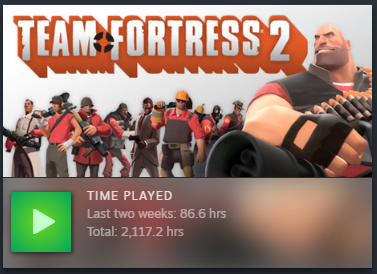 TEAM FORTRESS 2
TIME PLAYED
Last two weeks: 86.6 hrs
Total: 2,117.2 hrs